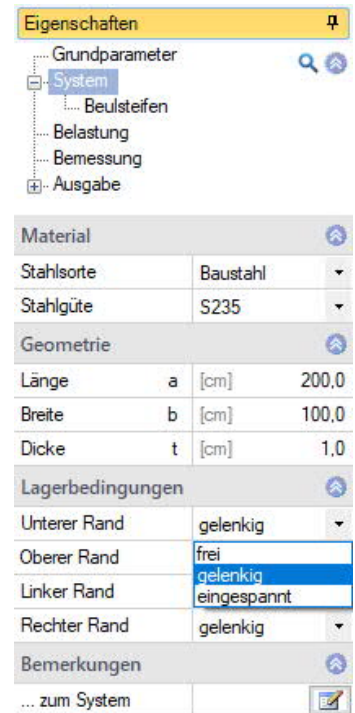 Eigenschaften
Grundparameter
System
Beulsteifen
Belastung
Bemessung
Ausgabe
Material
Stahlsorte Baustahl
Stahlgüte S235
Geometrie
Länge a [cm] 200,0
Breite b [cm] 100,0
Dicke t [cm] 1,0
Lagerbedingungen
Unterer Rand gelenkig
Oberer Rand frei
gelenkig
Linker Rand eingespannt
Rechter Rand gelenkig
Bemerkungen
... zum System